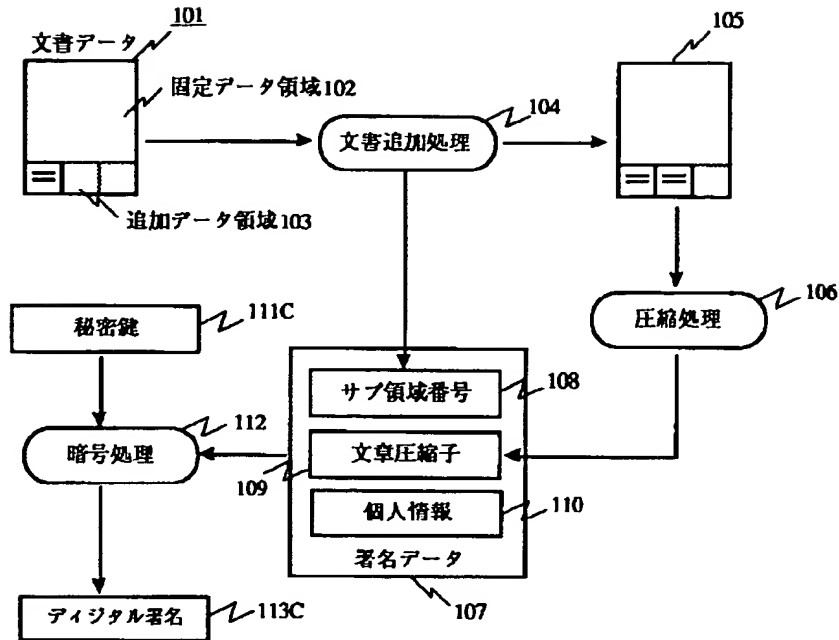 101
文書データ
固定データ領域102
追加データ領域103
文書追加処理
104
105
圧縮処理
106
秘密鍵
111C
サブ領域番号
108
暗号処理
112
109
文章圧縮子
個人情報
110
署名データ
107
ディジタル署名
113C